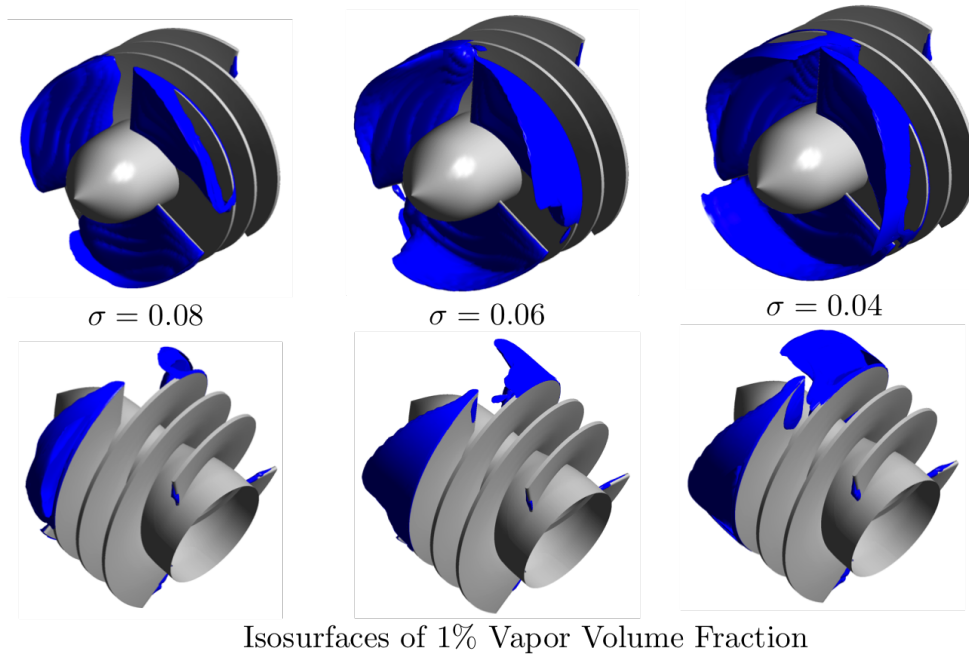 σ = 0.08
σ = 0.06
σ = 0.04
Isosurfaces of 1% Vapor Volume Fraction